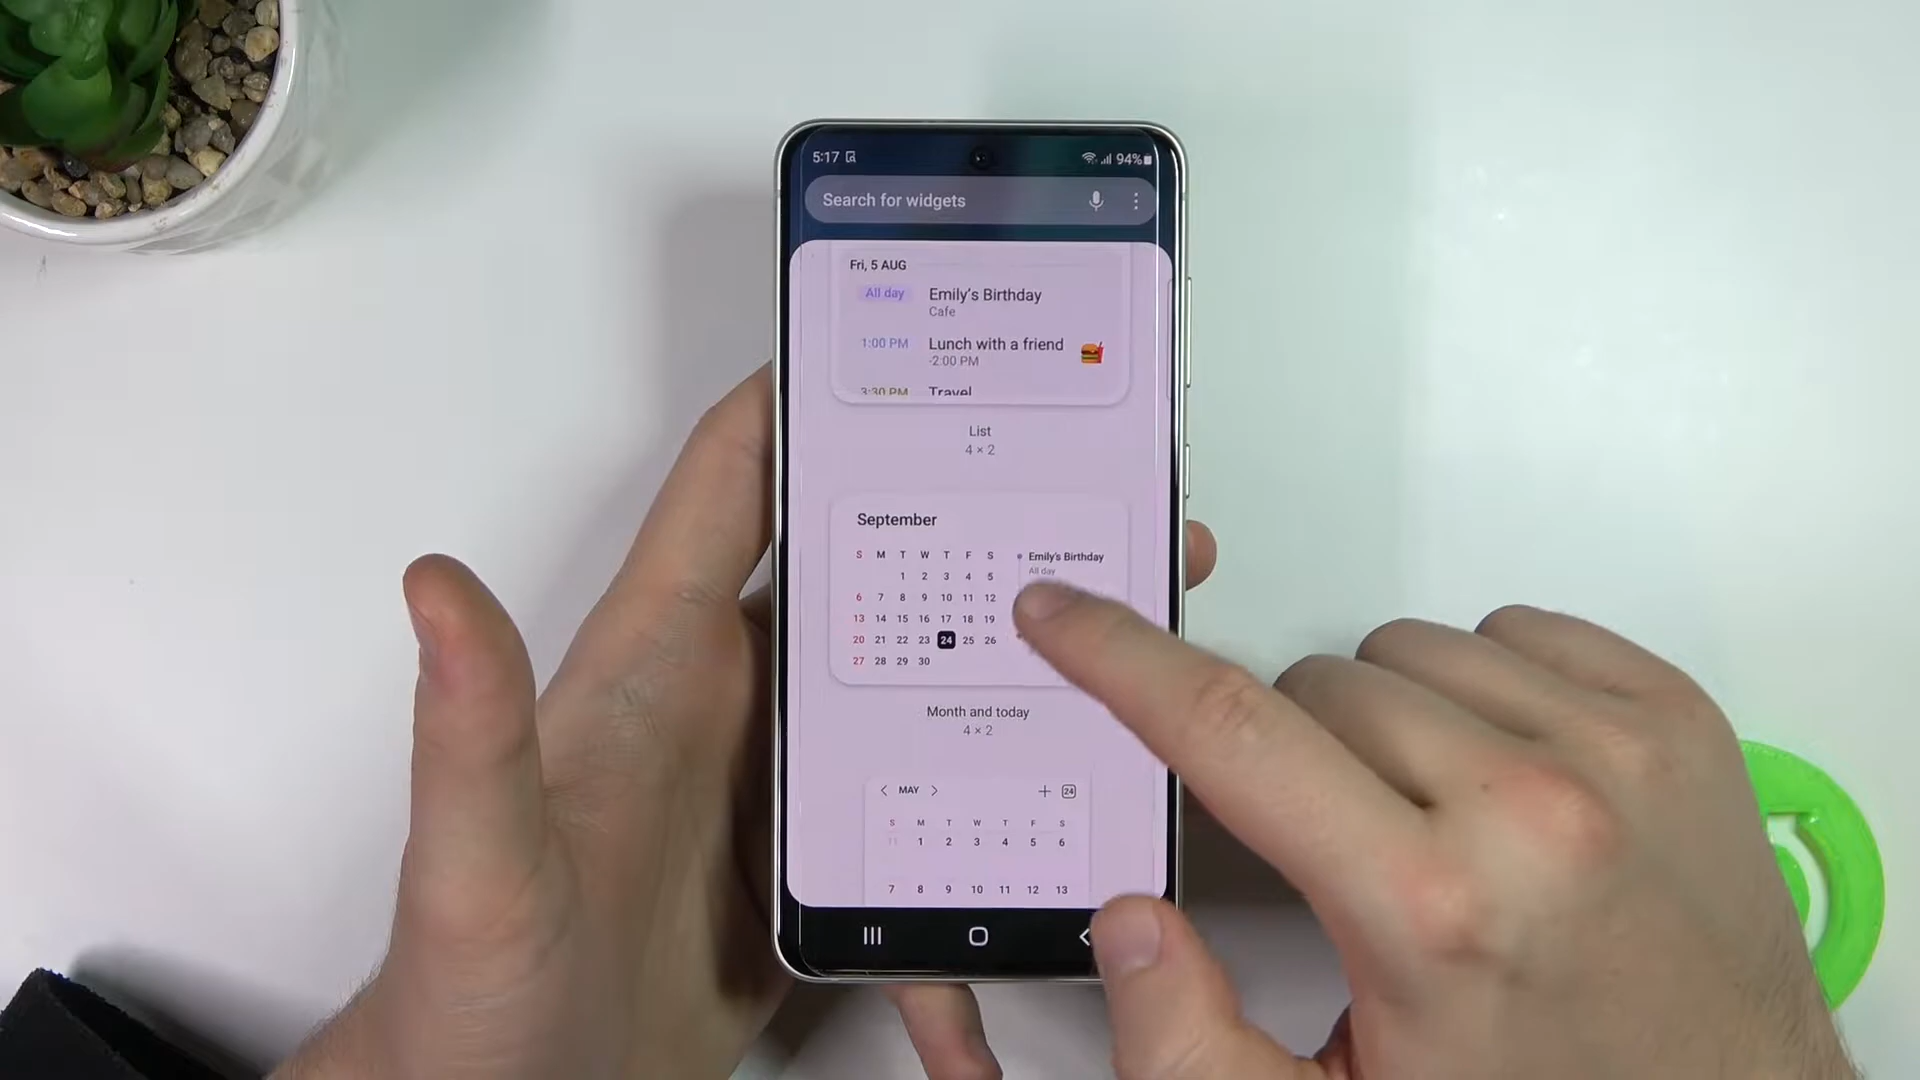 5:17 94%
Search for widgets
Fri, 5 AUG
All day Emily's Birthday
Cafe
1:00 PM Lunch with a friend
-2:00 PM
3:30 PM Travel
List
4 × 2
September
S M T W T F S
1 2 3 4 5
6 7 8 9 10 11 12
13 14 15 16 17 18 19
20 21 22 23 24 25 26
27 28 29 30
Emily's Birthday
All day
Month and today
4 × 2
MAY 24
S M T W T F S
1 2 3 4 5 6
7 8 9 10 11 12 13